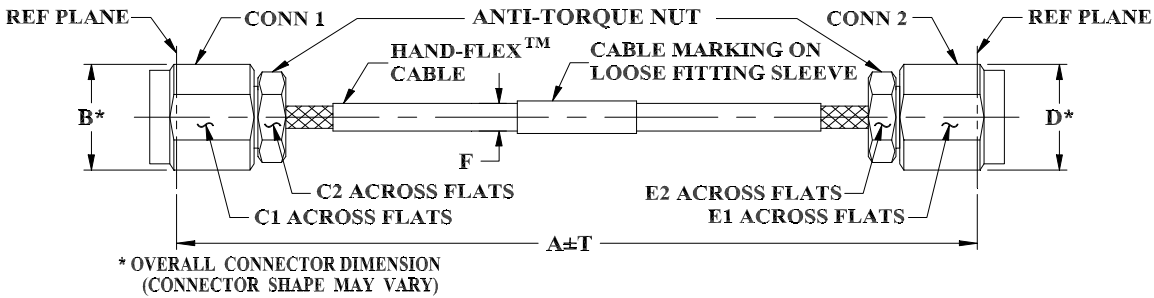 REF PLANE
CONN 1
ANTI-TORQUE NUT
CONN 2
REF PLANE
HAND-FLEX™
CABLE
CABLE MARKING ON
LOOSE FITTING SLEEVE
B*
D*
F
C2 ACROSS FLATS
E2 ACROSS FLATS
C1 ACROSS FLATS
E1 ACROSS FLATS
A±T
* OVERALL CONNECTOR DIMENSION
(CONNECTOR SHAPE MAY VARY)